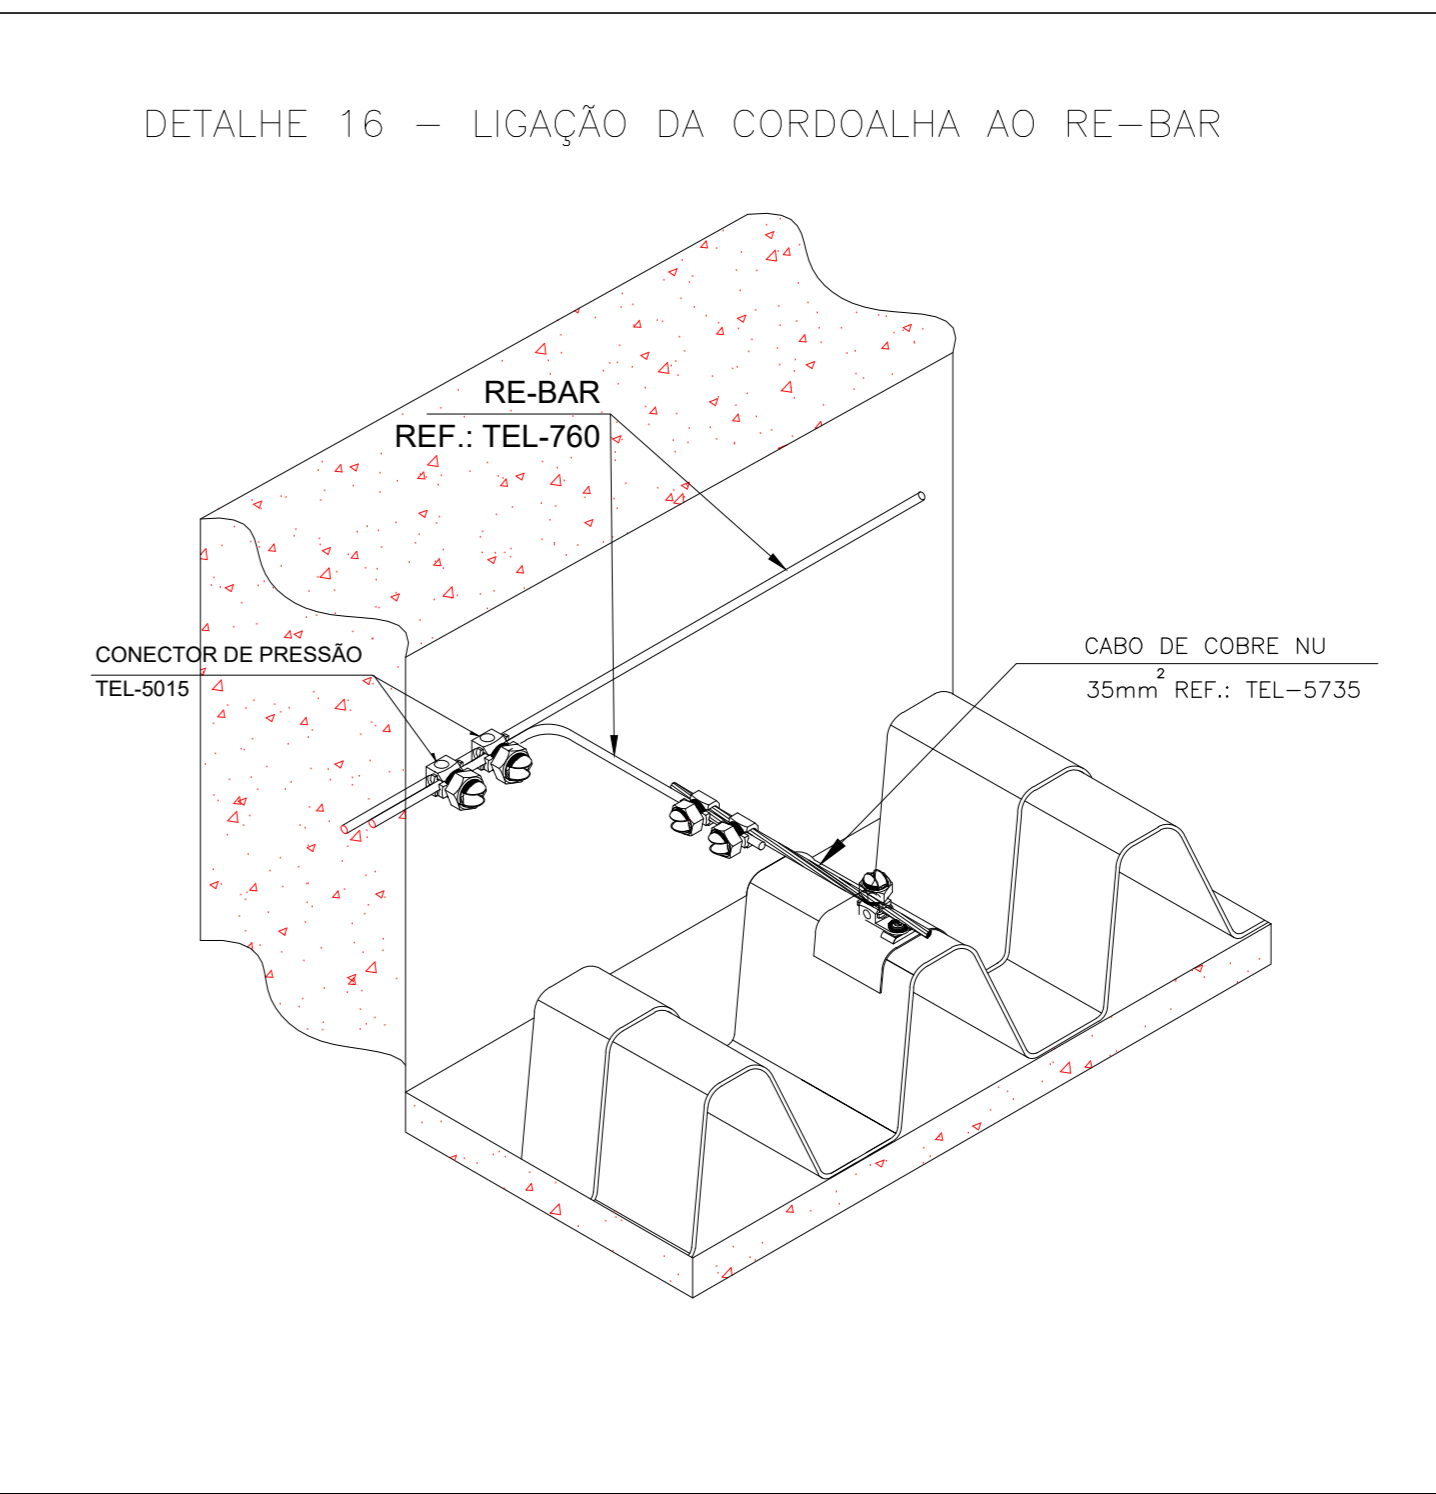 DETALHE 16 - LIGAÇÃO DA CORDOALHA AO RE-BAR
RE-BAR
REF.: TEL-760
CONECTOR DE PRESSÃO
TEL-5015
CABO DE COBRE NU
35mm² REF.: TEL-5735